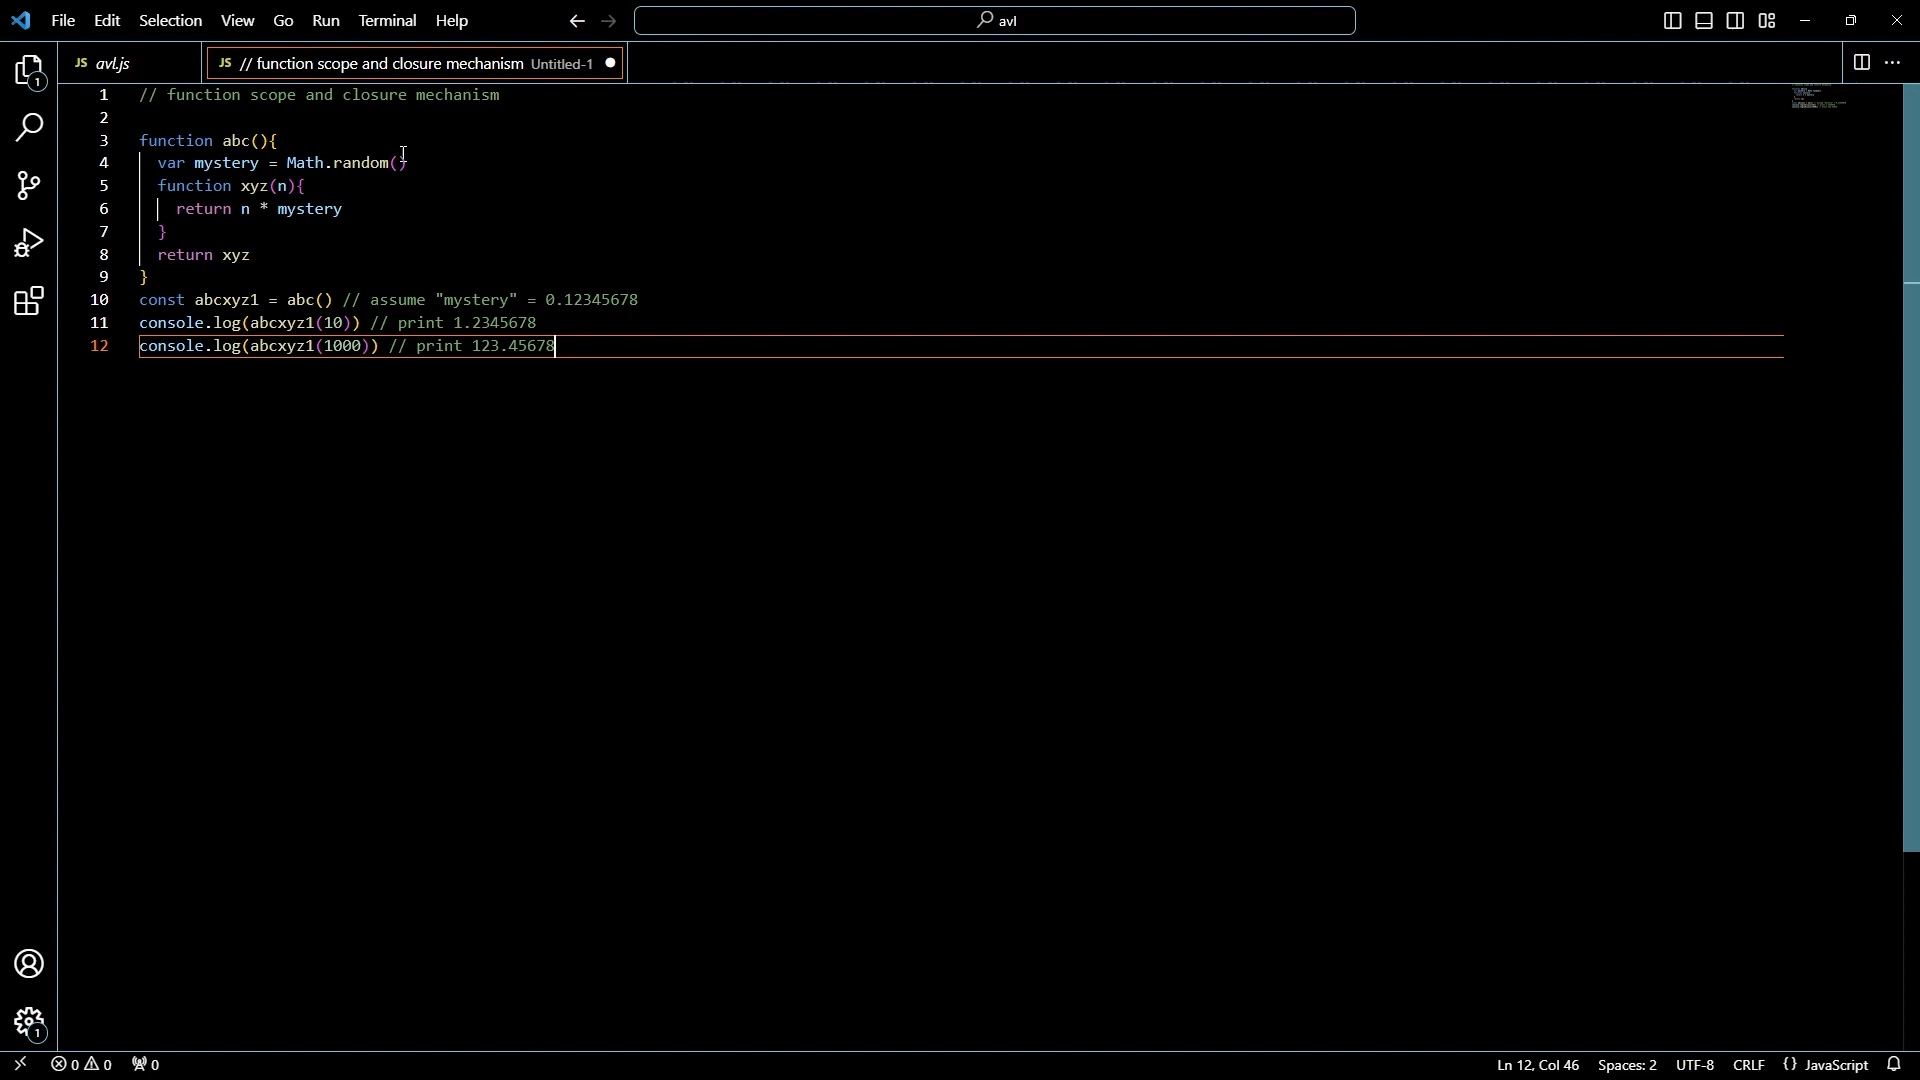 File Edit Selection View Go Run Terminal Help avl
JS avl.js JS // function scope and closure mechanism Untitled-1
1 // function scope and closure mechanism
2
3 function abc(){
4 var mystery = Math.random()
5 function xyz(n){
6 return n * mystery
7 }
8 return xyz
9 }
10 const abcxyz1 = abc() // assume "mystery" = 0.12345678
11 console.log(abcxyz1(10)) // print 1.2345678
12 console.log(abcxyz1(1000)) // print 123.45678
1
1
0 0 0 Ln 12, Col 46 Spaces: 2 UTF-8 CRLF {} JavaScript